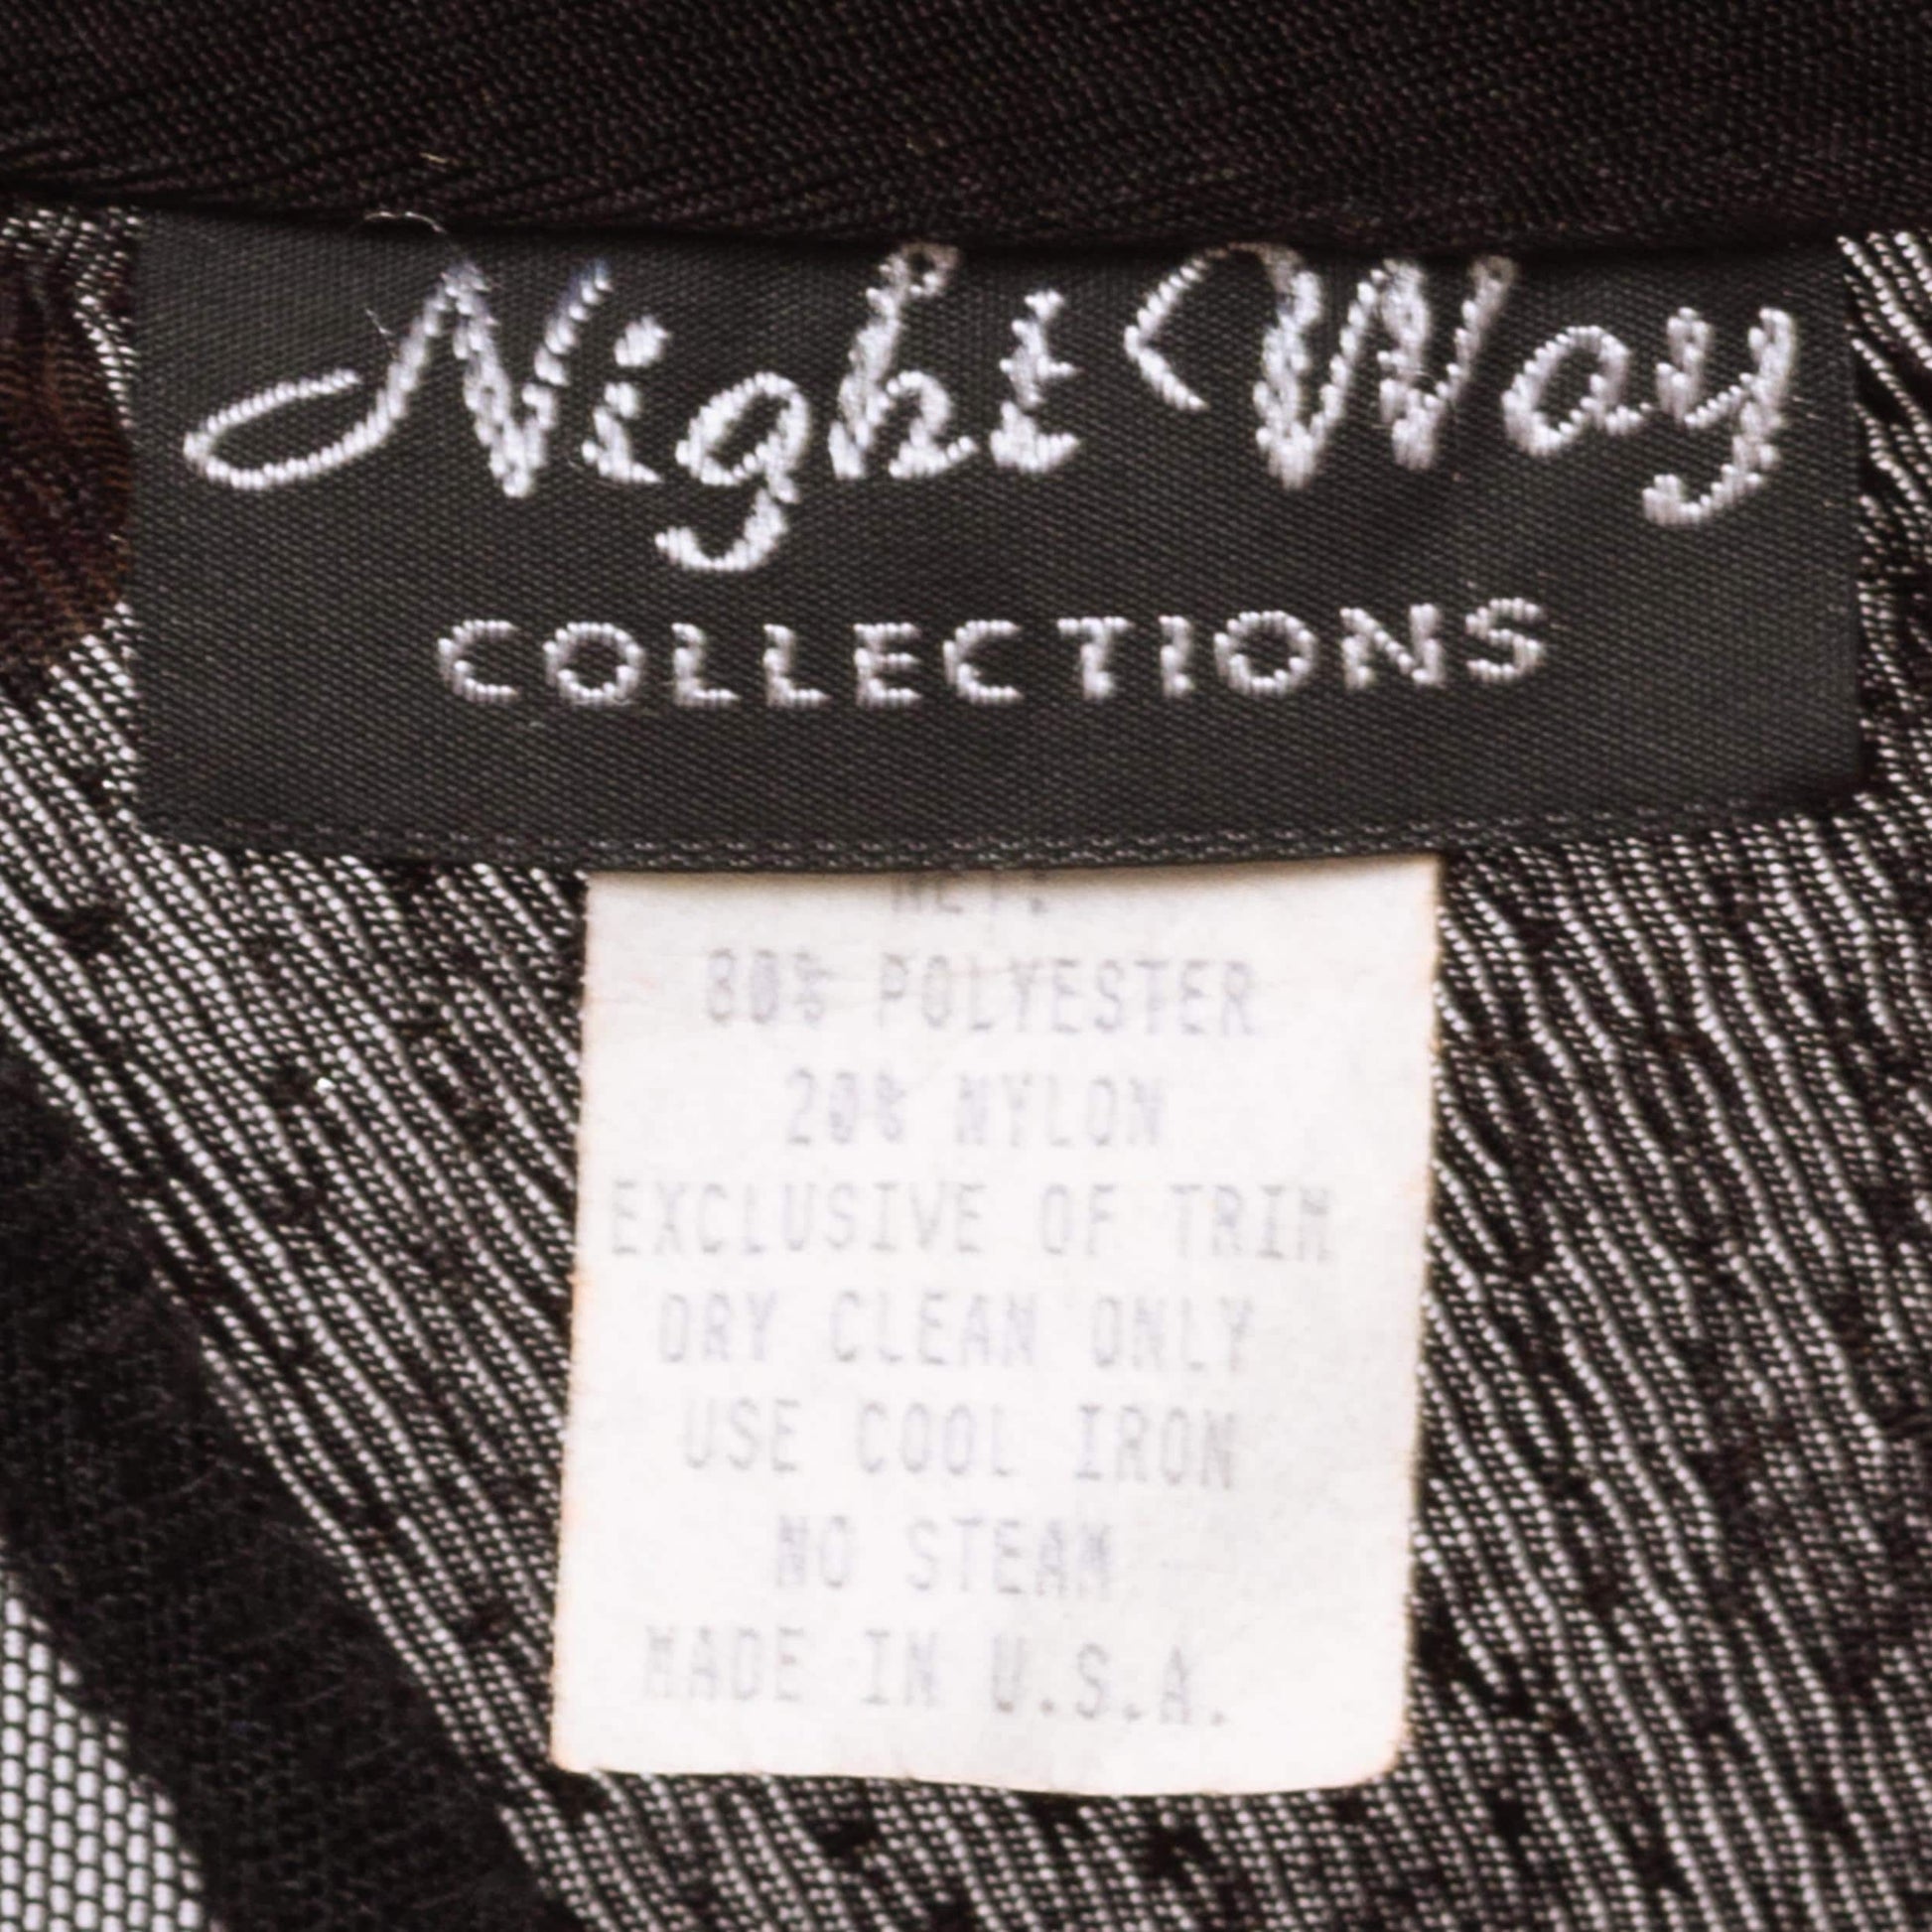 Night Way
COLLECTIONS
80% POLYESTER
20% NYLON
EXCLUSIVE OF TRIM
DRY CLEAN ONLY
USE COOL IRON
NO STEAM
MADE IN U.S.A.